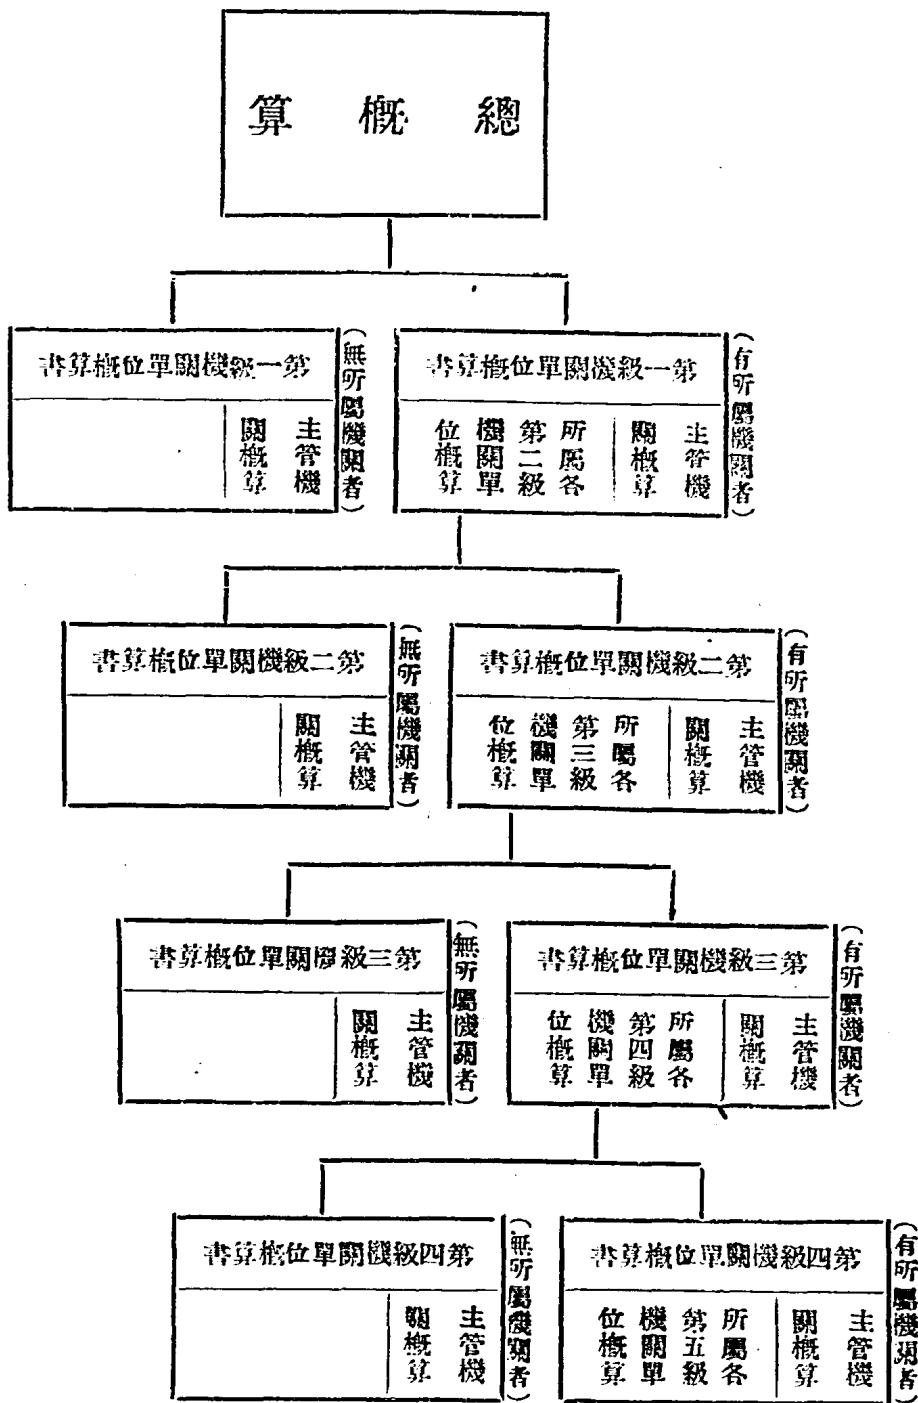 總概算
(有所屬機關者)
第一級機關單位概算書
主管機
關概算
所屬各
第二級
機關單
位概算
(無所屬機關者)
第一級機關單位概算書
主管機
關概算
(有所屬機關者)
第二級機關單位概算書
主管機
關概算
所屬各
第三級
機關單
位概算
(無所屬機關者)
第二級機關單位概算書
主管機
關概算
(有所屬機關者)
第三級機關單位概算書
主管機
關概算
所屬各
第四級
機關單
位概算
(無所屬機關者)
第三級機關單位概算書
主管機
關概算
(有所屬機關者)
第四級機關單位概算書
主管機
關概算
所屬各
第五級
機關單
位概算
(無所屬機關者)
第四級機關單位概算書
主管機
關概算